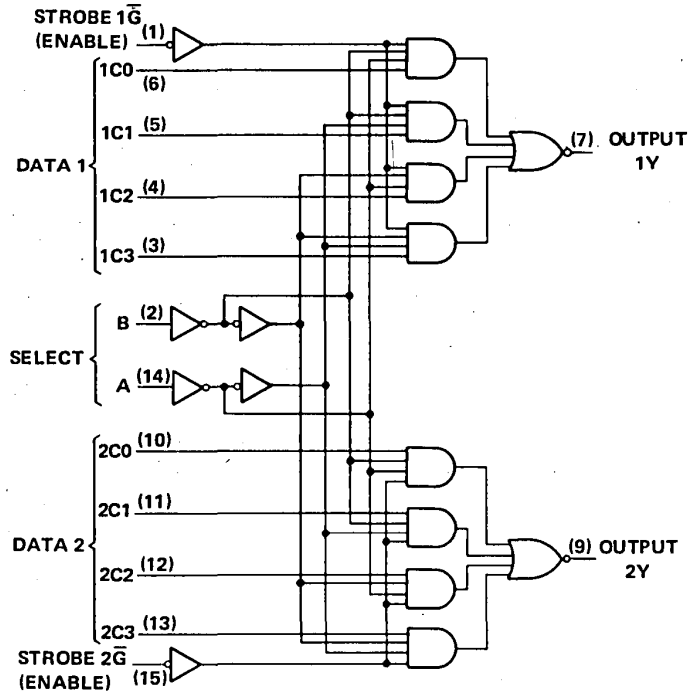 STROBE 1G̅ (1)
(ENABLE)
1C0
(6)
1C1 (5)
DATA 1
1C2 (4)
1C3 (3)
(7) OUTPUT
1Y
B (2)
SELECT
A (14)
2C0 (10)
2C1 (11)
DATA 2
2C2 (12)
2C3 (13)
(9) OUTPUT
2Y
STROBE 2G̅
(ENABLE) (15)